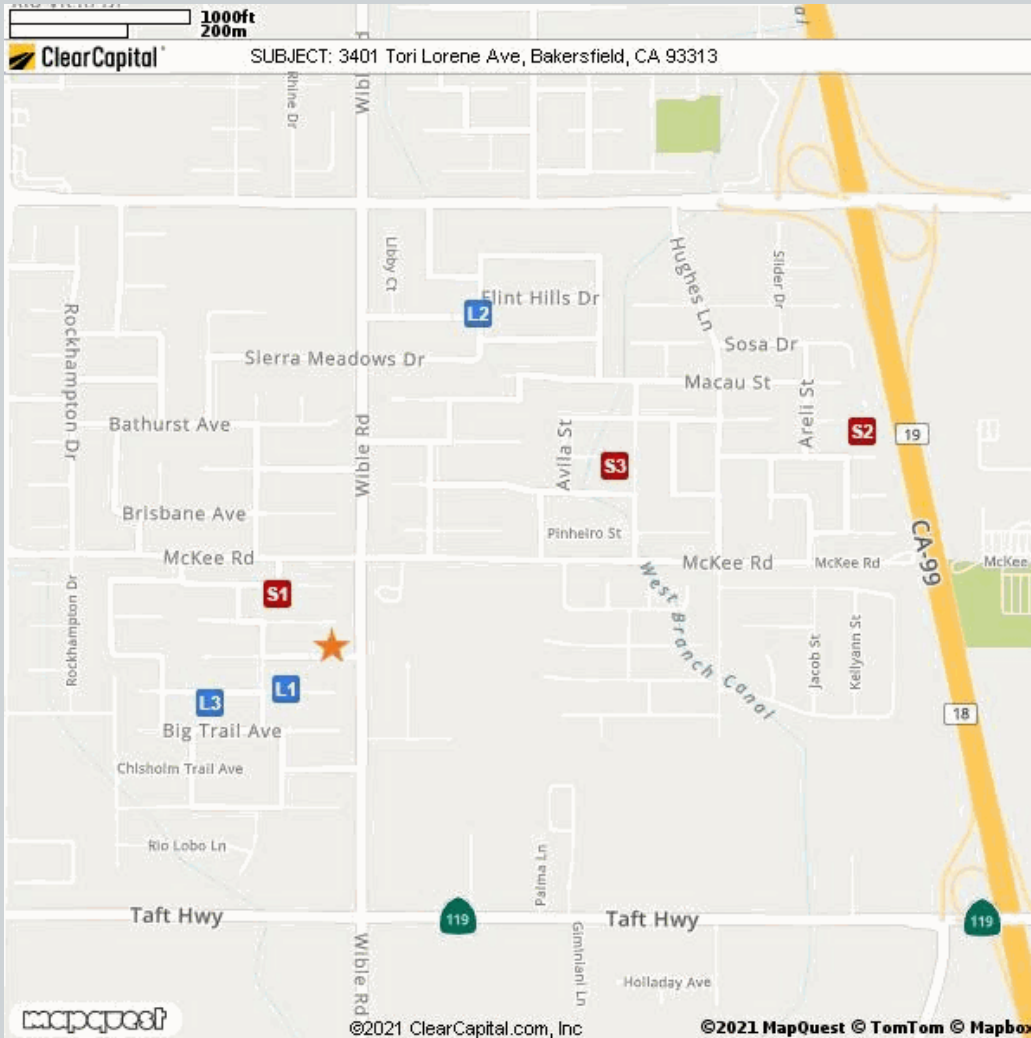 1000ft
200m
ClearCapital
SUBJECT: 3401 Tori Lorene Ave, Bakersfield, CA 93313
Rhine Dr
Libby Ct
Hughes Ln
Slider Dr
Rockhampton Dr
L2
Flint Hills Dr
Sierra Meadows Dr
Sosa Dr
Macau St
Areli St
Bathurst Ave
Wible Rd
Avila St
S3
S2
19
Brisbane Ave
Pinheiro St
McKee Rd
McKee Rd
McKee Rd
McKee
CA-99
S1
Rockhampton Dr
West Branch Canal
Jacob St
Kellyann St
L1
L3
18
Big Trail Ave
Chisholm Trail Ave
Rio Lobo Ln
Palma Ln
Taft Hwy
119
Taft Hwy
119
Wible Rd
Giminiani Ln
Holladay Ave
mapquest
©2021 ClearCapital.com, Inc
©2021 MapQuest © TomTom © Mapbox